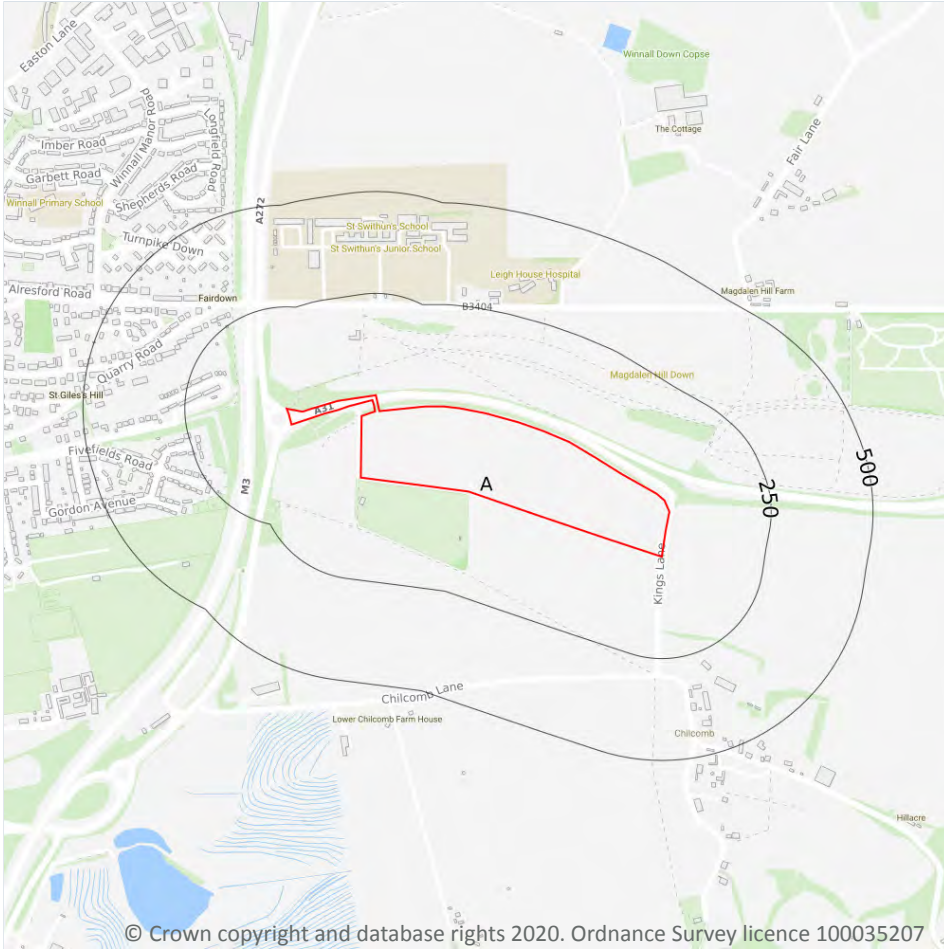 Easton Lane
Winnall Down Copse
Imber Road
Winnall Manor Road
Longfield Road
The Cottage
Fair Lane
Garbett Road
Shepherds Road
Winnall Primary School
A272
Turnpike Down
St Swithun's School
St Swithun's Junior School
Leigh House Hospital
Alresford Road
Fairdown
B3404
Magdalen Hill Farm
Quarry Road
Magdalen Hill Down
St Giles's Hill
A31
Fivefields Road
M3
A
500
250
Gordon Avenue
Kings Lane
Chilcomb Lane
Lower Chilcomb Farm House
Chilcomb
Hillacre
© Crown copyright and database rights 2020. Ordnance Survey licence 100035207